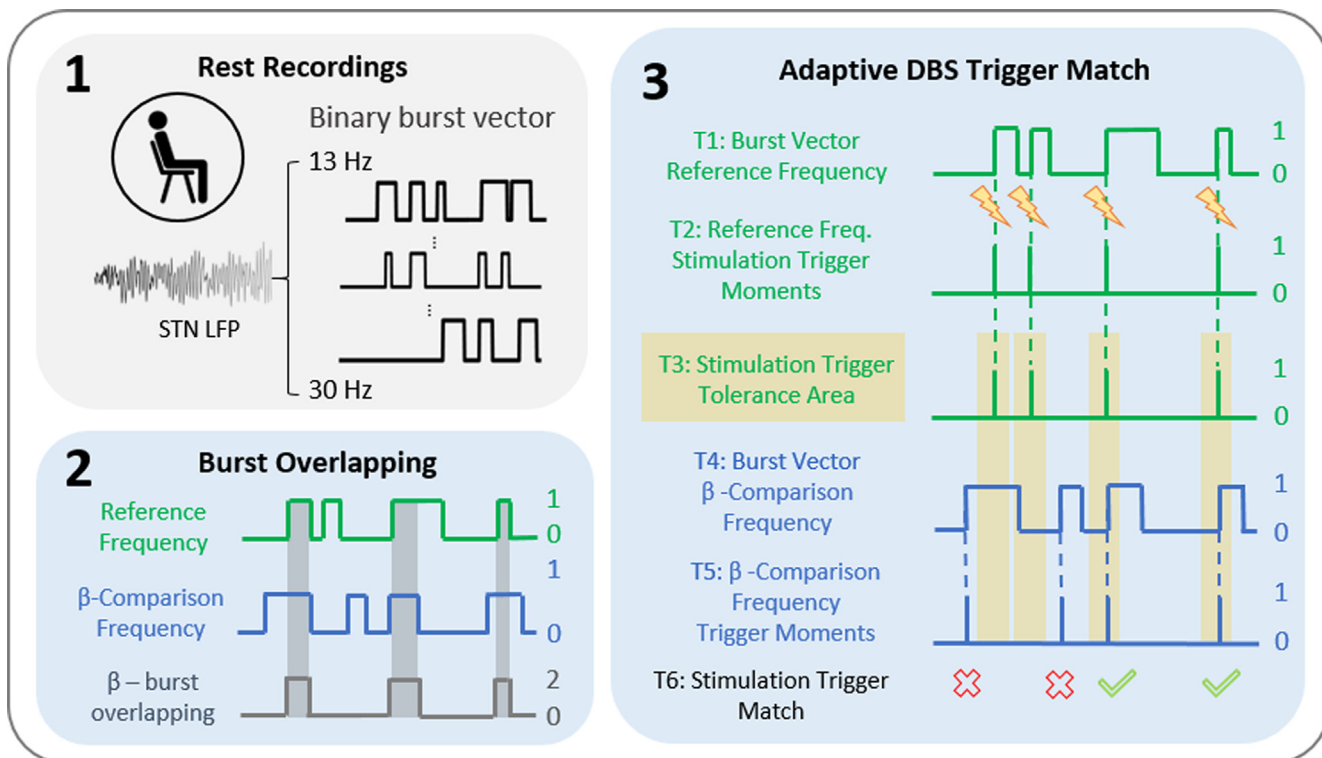 1
Rest Recordings
Binary burst vector
13 Hz
STN LFP
30 Hz
2
Burst Overlapping
Reference
Frequency
1
0
β-Comparison
Frequency
1
0
β – burst
overlapping
2
0
3
Adaptive DBS Trigger Match
T1: Burst Vector
Reference Frequency
1
0
T2: Reference Freq.
Stimulation Trigger
Moments
1
0
T3: Stimulation Trigger
Tolerance Area
1
0
T4: Burst Vector
β -Comparison
Frequency
1
0
T5: β -Comparison
Frequency
Trigger Moments
1
0
T6: Stimulation Trigger
Match